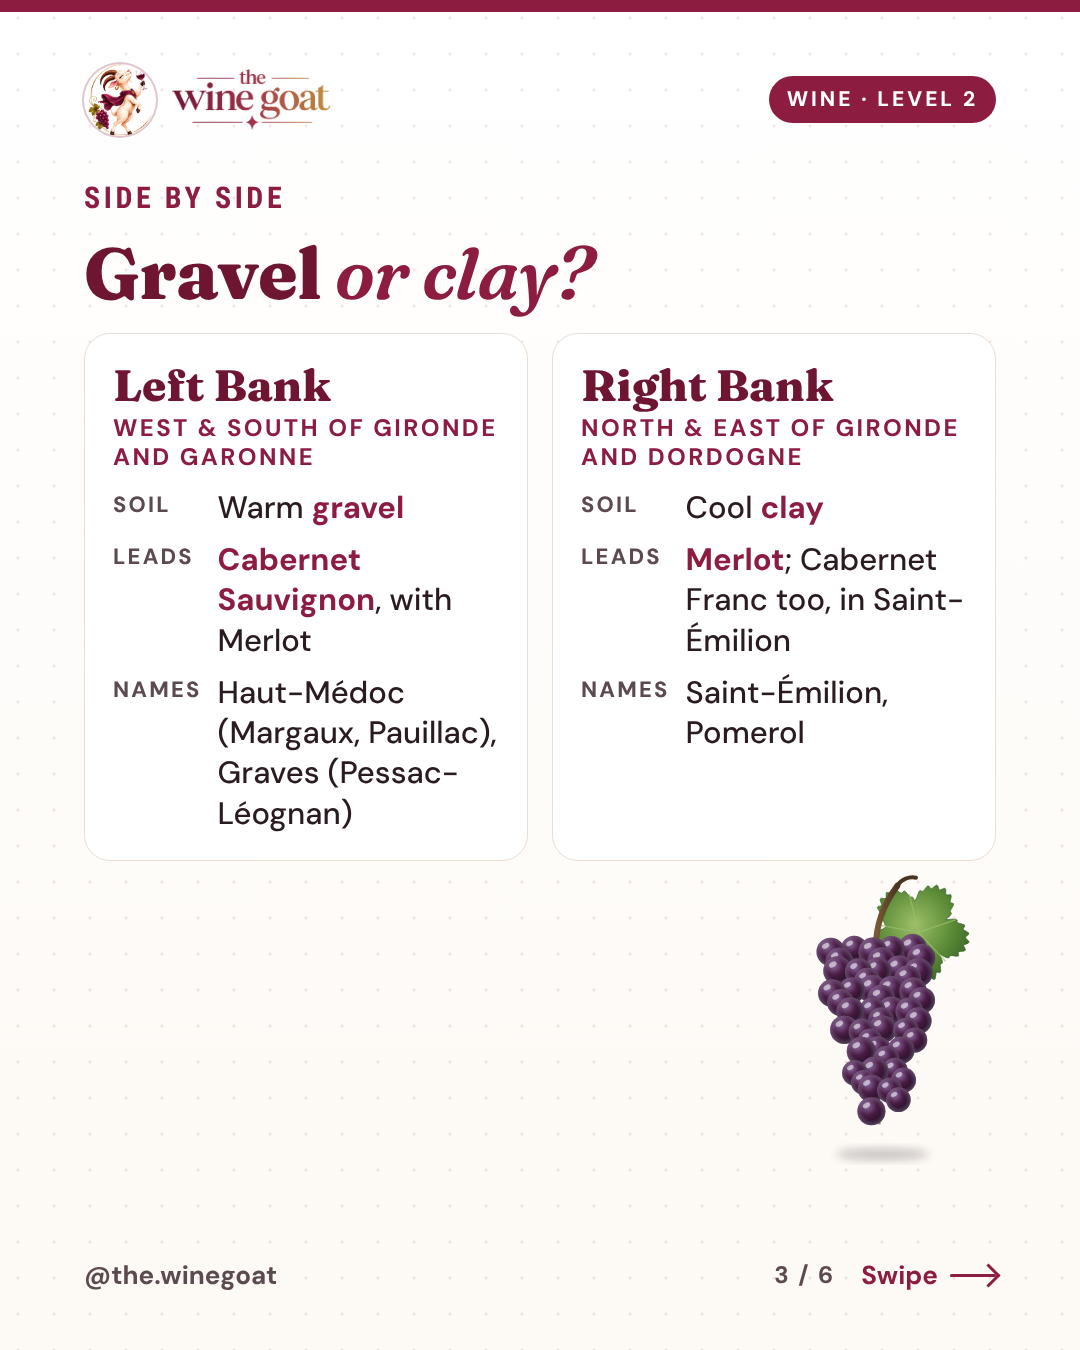 the
wine goat
WINE · LEVEL 2
SIDE BY SIDE
Gravel or clay?
Left Bank
WEST & SOUTH OF GIRONDE
AND GARONNE
SOIL Warm gravel
LEADS Cabernet
Sauvignon, with
Merlot
NAMES Haut-Médoc
(Margaux, Pauillac),
Graves (Pessac-
Léognan)
Right Bank
NORTH & EAST OF GIRONDE
AND DORDOGNE
SOIL Cool clay
LEADS Merlot; Cabernet
Franc too, in Saint-
Émilion
NAMES Saint-Émilion,
Pomerol
@the.winegoat
3 / 6 Swipe